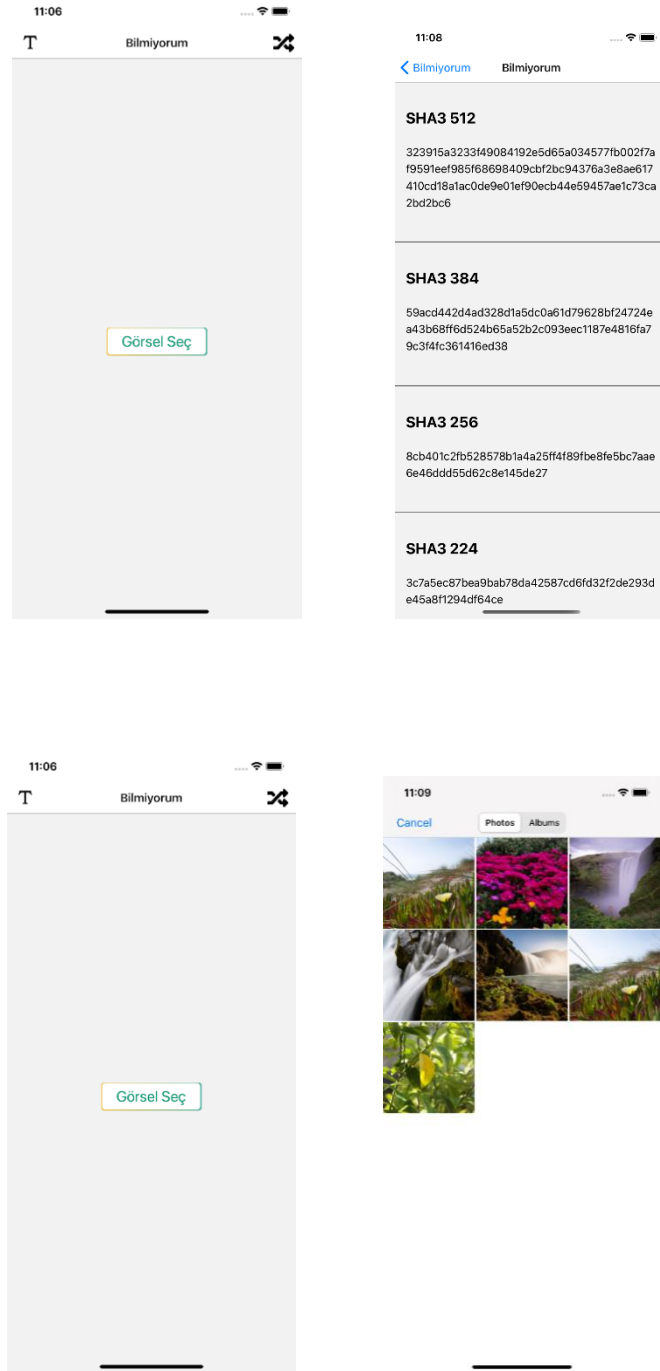 11:06
T Bilmiyorum
Görsel Seç
11:08
Bilmiyorum Bilmiyorum
SHA3 512
323915a3233f49084192e5d65a034577fb002f7a
f9591eef985f68698409cbf2bc94376a3e8ae617
410cd18a1ac0de9e01ef90ecb44e59457ae1c73ca
2bd2bc6
SHA3 384
59acd442d4ad328d1a5dc0a61d79628bf24724e
a43b68ff6d524b65a52b2c093eec1187e4816fa7
9c3f4fc361416ed38
SHA3 256
8cb401c2fb528578b1a4a25ff4f89fbe8fe5bc7aae
6e46ddd55d62c8e145de27
SHA3 224
3c7a5ec87bea9bab78da42587cd6fd32f2de293d
e45a8f1294df64ce
11:06
T Bilmiyorum
Görsel Seç
11:09
Cancel Photos Albums